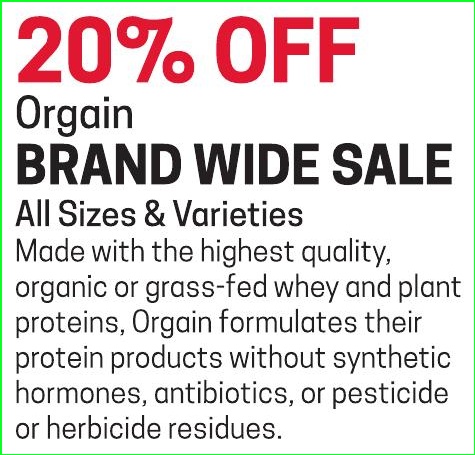 20% OFF
Orgain
BRAND WIDE SALE
All Sizes & Varieties
Made with the highest quality,
organic or grass-fed whey and plant
proteins, Orgain formulates their
protein products without synthetic
hormones, antibiotics, or pesticide
or herbicide residues.